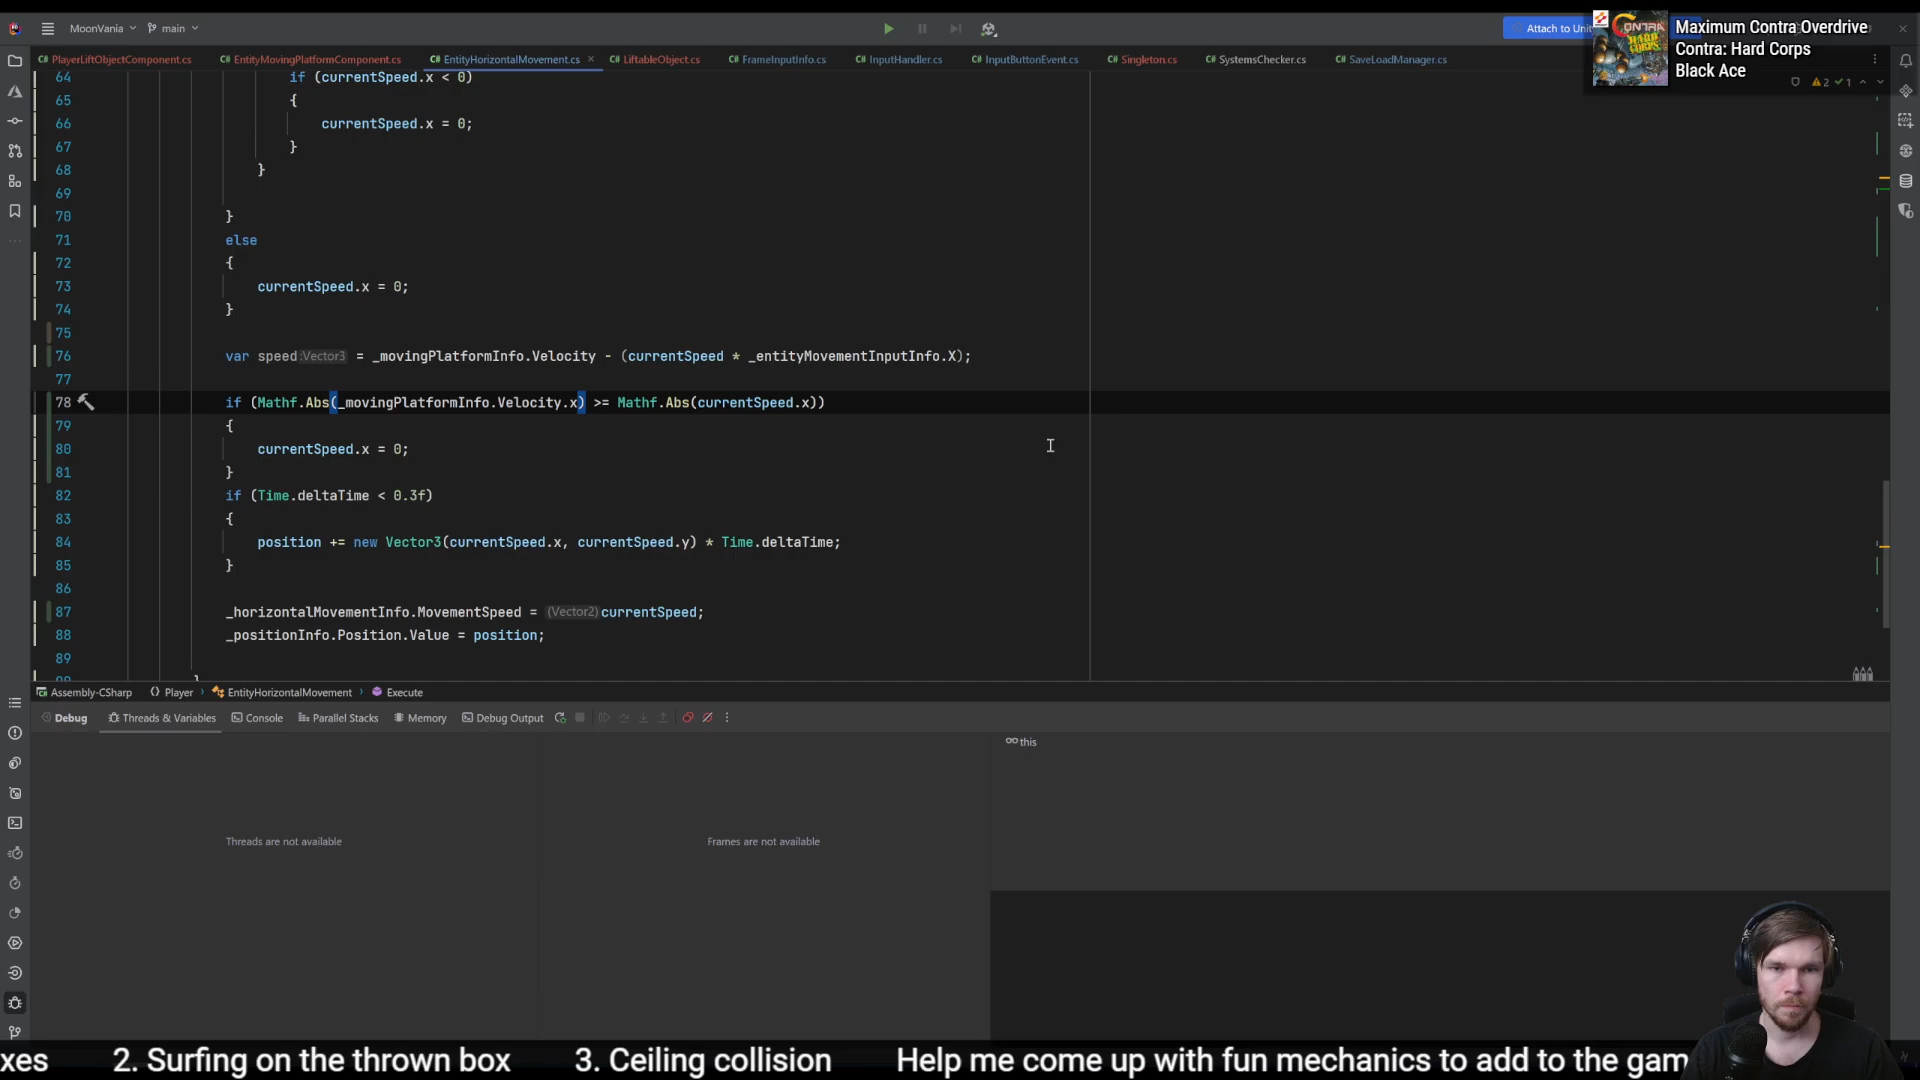 MoonVania
main
Attach to Unit
Maximum Contra Overdrive
Contra: Hard Corps
Black Ace
PlayerLiftObjectComponent.cs
EntityMovingPlatformComponent.cs
EntityHorizontalMovement.cs
LiftableObject.cs
FrameInputInfo.cs
InputHandler.cs
InputButtonEvent.cs
Singleton.cs
SystemsChecker.cs
SaveLoadManager.cs
2 1
64 if (currentSpeed.x < 0)
65 {
66 currentSpeed.x = 0;
67 }
68 }
69
70 }
71 else
72 {
73 currentSpeed.x = 0;
74 }
75
76 var speed:Vector3 = _movingPlatformInfo.Velocity - (currentSpeed * _entityMovementInputInfo.X);
77
78 if (Mathf.Abs(_movingPlatformInfo.Velocity.x) >= Mathf.Abs(currentSpeed.x))
79 {
80 currentSpeed.x = 0;
81 }
82 if (Time.deltaTime < 0.3f)
83 {
84 position += new Vector3(currentSpeed.x, currentSpeed.y) * Time.deltaTime;
85 }
86
87 _horizontalMovementInfo.MovementSpeed = (Vector2)currentSpeed;
88 _positionInfo.Position.Value = position;
89
}
Assembly-CSharp
Player
EntityHorizontalMovement
Execute
Debug
Threads & Variables
Console
Parallel Stacks
Memory
Debug Output
this
Threads are not available
Frames are not available
xes 2. Surfing on the thrown box 3. Ceiling collision Help me come up with fun mechanics to add to the gam